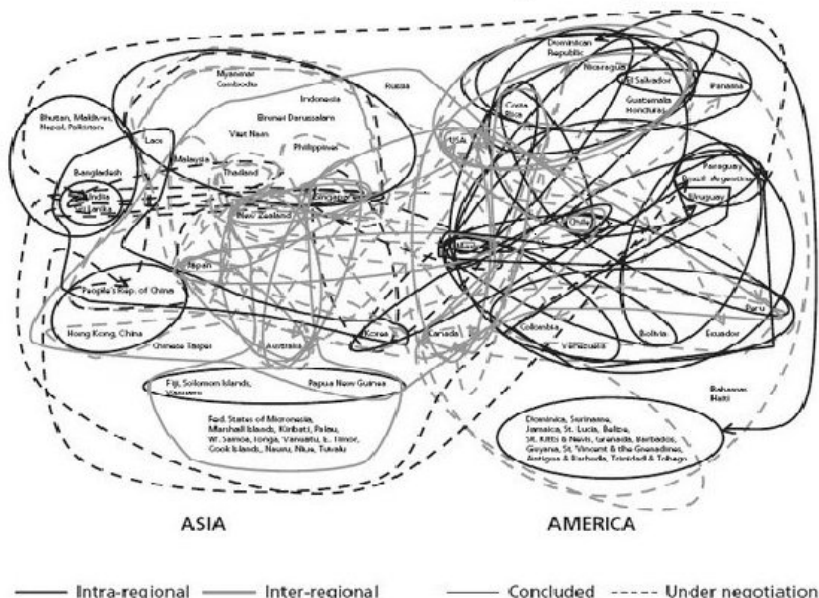 Dominican
Republic
Nicaragua
El Salvador
Panama
Guatemala
Honduras
Costa
Rica
USA
Myanmar
Cambodia
Russia
Indonesia
Brunei Darussalam
Viet Nam
Philippines
Bhutan, Maldives,
Nepal, Pakistan
Laos
Malaysia
Thailand
Bangladesh
India
Sri Lanka
Singapore
New Zealand
Paraguay
Brazil Argentina
Uruguay
Chile
Japan
People's Rep. of China
Peru
Hong Kong, China
Chinese Taipei
Australia
Korea
Canada
Colombia
Venezuela
Bolivia
Ecuador
Fiji, Solomon Islands,
Vanuatu
Papua New Guinea
Bahamas
Haiti
Fed. States of Micronesia,
Marshall Islands, Kiribati, Palau,
W. Samoa, Tonga, Vanuatu, E. Timor,
Cook Islands, Nauru, Niue, Tuvalu
Dominica, Suriname,
Jamaica, St. Lucia, Belize,
St. Kitts & Nevis, Grenada, Barbados,
Guyana, St. Vincent & the Grenadines,
Antigua & Barbuda, Trinidad & Tobago
ASIA
AMERICA
Intra-regional
Inter-regional
Concluded
Under negotiation